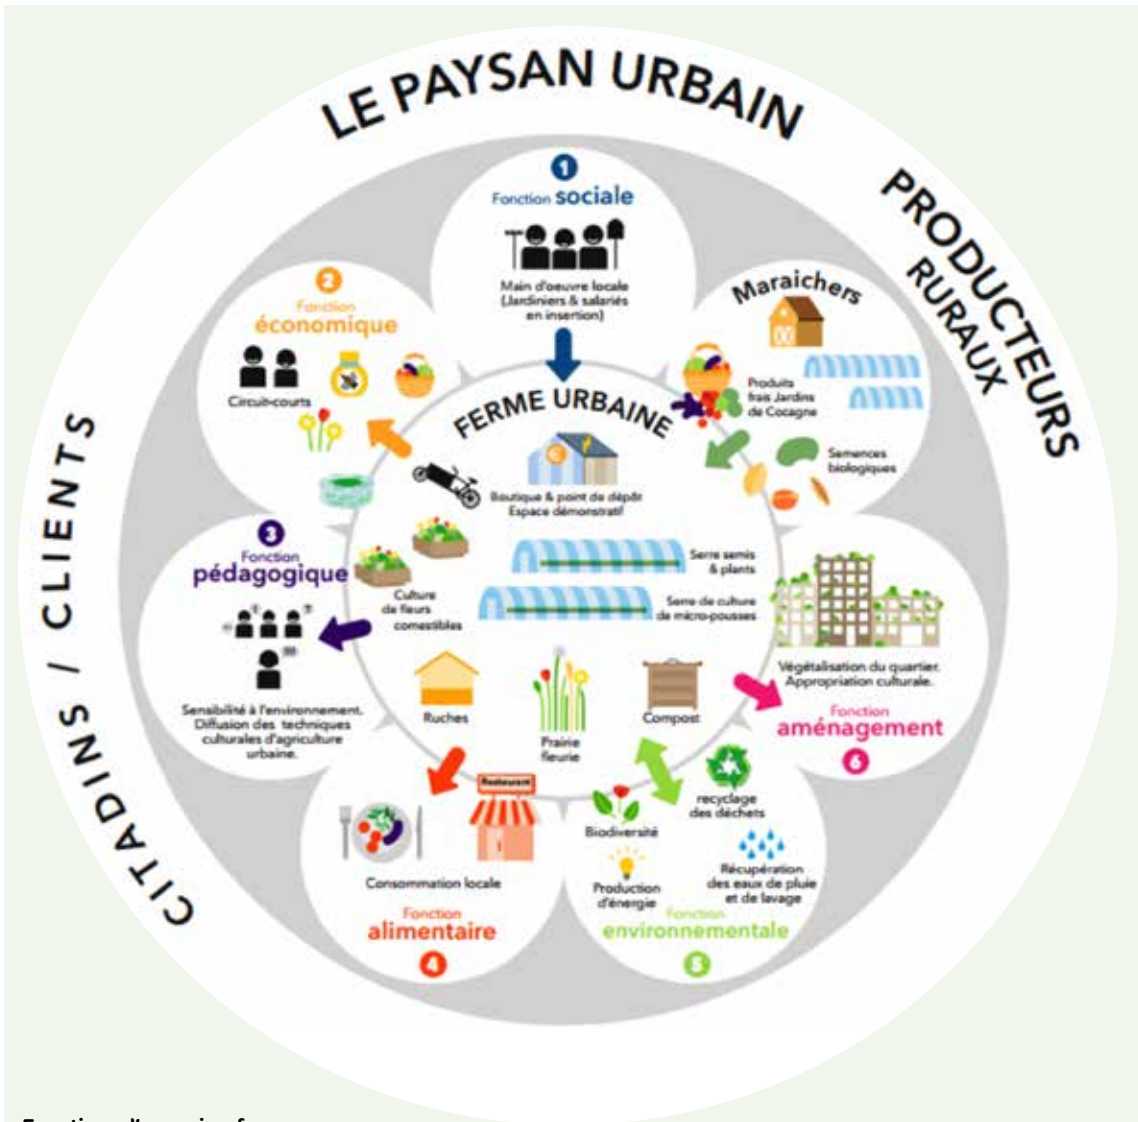 LE PAYSAN URBAIN
PRODUCTEURS
RURAUX
CITADINS / CLIENTS
1
Fonction sociale
Main d'oeuvre locale
(Jardiniers & salariés
en insertion)
2
Fonction
économique
Circuit-courts
3
Fonction
pédagogique
Sensibilité à l'environnement.
Diffusion des techniques
culturales d'agriculture
urbaine.
Maraichers
Produits
frais Jardins
de Cocagne
Semences
biologiques
FERME URBAINE
Boutique & point de dépôt
Espace démonstratif
Serre semis
& plants
Serre de culture
de micro-pousses
Culture
de fleurs
comestibles
Ruches
Prairie
fleurie
Compost
Végétalisation du quartier.
Appropriation culturale.
Fonction
aménagement
6
Restaurant
Consommation locale
Fonction
alimentaire
4
recyclage
des déchets
Biodiversité
Récupération
des eaux de pluie
et de lavage
Production
d'énergie
Fonction
environnementale
5